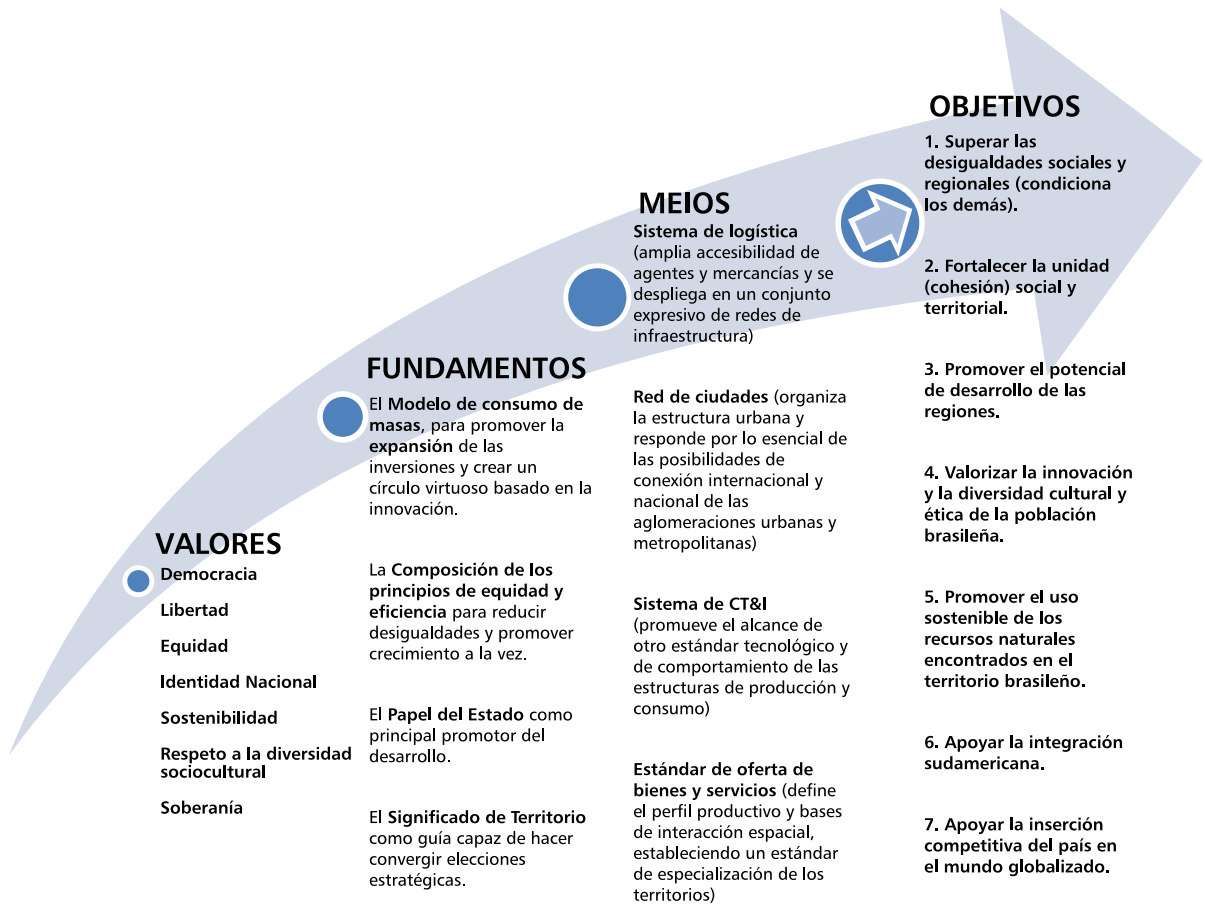 VALORES
Democracia
Libertad
Equidad
Identidad Nacional
Sostenibilidad
Respeto a la diversidad
sociocultural
Soberanía
FUNDAMENTOS
El Modelo de consumo de
masas, para promover la
expansión de las
inversiones y crear un
círculo virtuoso basado en la
innovación.
La Composición de los
principios de equidad y
eficiencia para reducir
desigualdades y promover
crecimiento a la vez.
El Papel del Estado como
principal promotor del
desarrollo.
El Significado de Territorio
como guía capaz de hacer
convergir elecciones
estratégicas.
MEIOS
Sistema de logística
(amplia accesibilidad de
agentes y mercancías y se
despliega en un conjunto
expresivo de redes de
infraestructura)
Red de ciudades (organiza
la estructura urbana y
responde por lo esencial de
las posibilidades de
conexión internacional y
nacional de las
aglomeraciones urbanas y
metropolitanas)
Sistema de CT&I
(promueve el alcance de
otro estándar tecnológico y
de comportamiento de las
estructuras de producción y
consumo)
Estándar de oferta de
bienes y servicios (define
el perfil productivo y bases
de interacción espacial,
estableciendo un estándar
de especialización de los
territorios)
OBJETIVOS
1. Superar las
desigualdades sociales y
regionales (condiciona
los demás).
2. Fortalecer la unidad
(cohesión) social y
territorial.
3. Promover el potencial
de desarrollo de las
regiones.
4. Valorizar la innovación
y la diversidad cultural y
ética de la población
brasileña.
5. Promover el uso
sostenible de los
recursos naturales
encontrados en el
territorio brasileño.
6. Apoyar la integración
sudamericana.
7. Apoyar la inserción
competitiva del país en
el mundo globalizado.